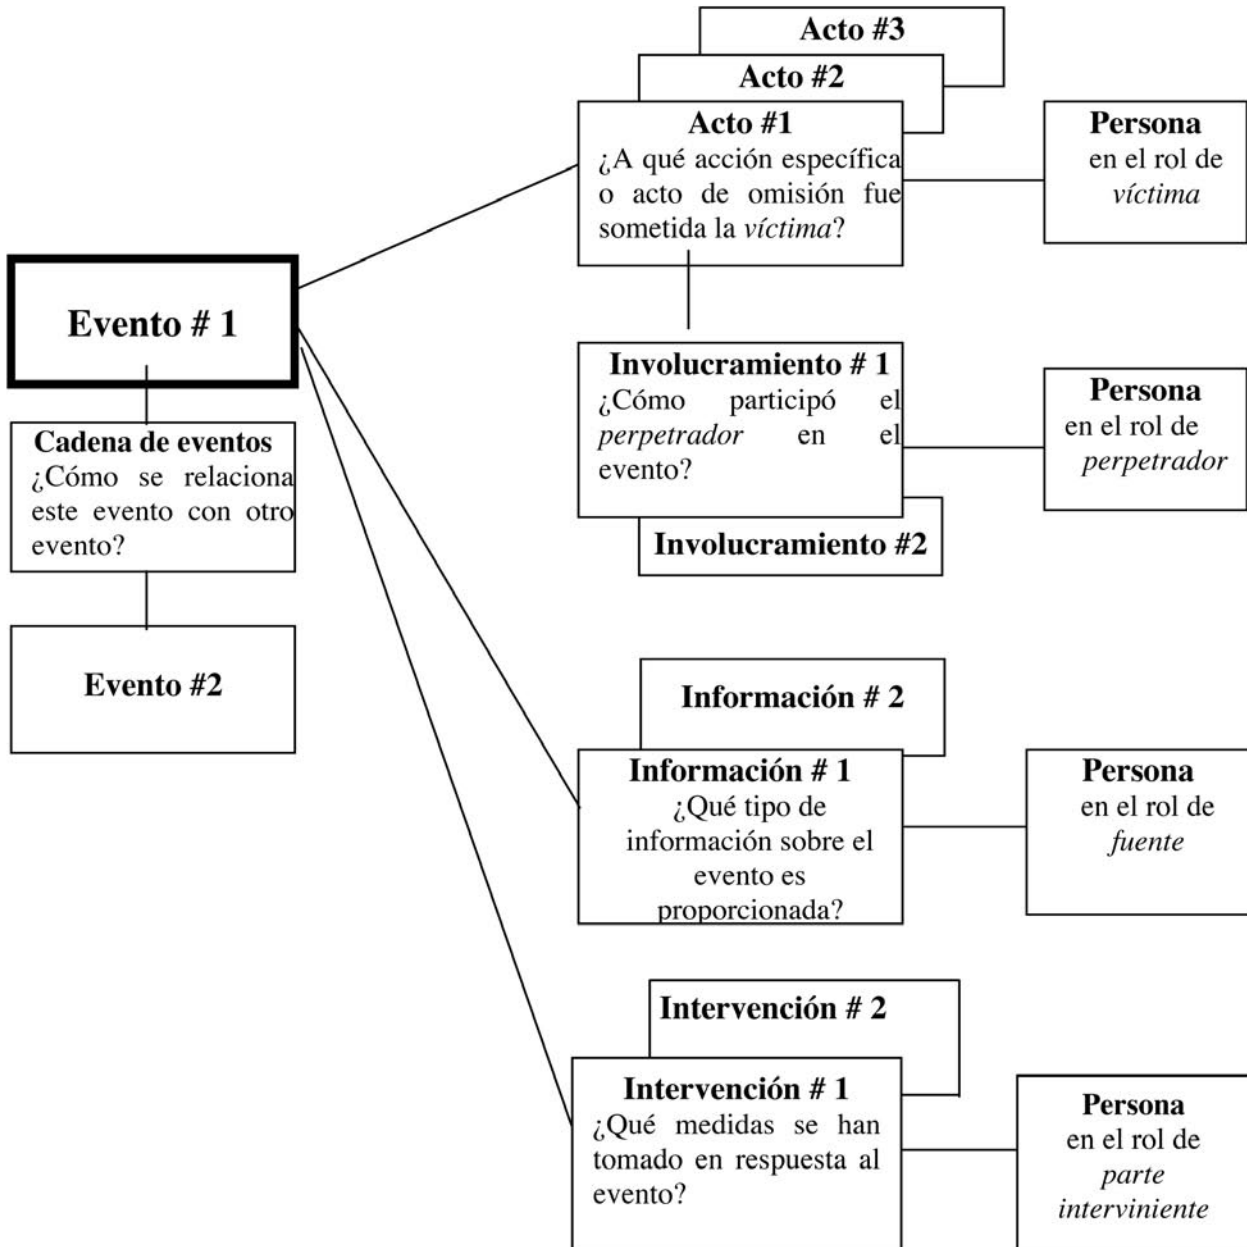 Acto #3
Acto #2
Acto #1
¿A qué acción específica
o acto de omisión fue
sometida la víctima?
Persona
en el rol de
víctima
Evento # 1
Involucramiento # 1
¿Cómo participó el
perpetrador en el
evento?
Persona
en el rol de
perpetrador
Cadena de eventos
¿Cómo se relaciona
este evento con otro
evento?
Involucramiento #2
Evento #2
Información # 2
Información # 1
¿Qué tipo de
información sobre el
evento es
proporcionada?
Persona
en el rol de
fuente
Intervención # 2
Intervención # 1
¿Qué medidas se han
tomado en respuesta al
evento?
Persona
en el rol de
parte
interviniente